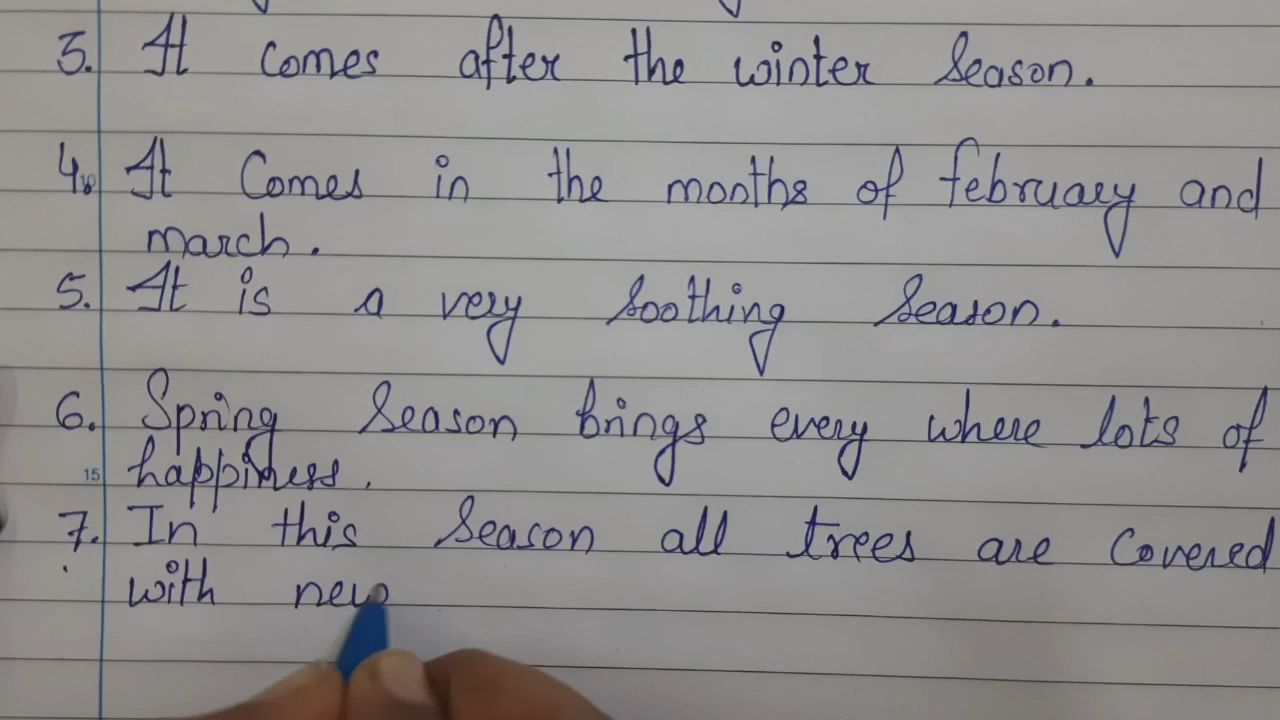 3. It comes after the winter season.
4. It Comes in the months of february and
march.
5. It is a very soothing season.
6. Spring season brings every where lots of
15 happiness.
7. In this season all trees are covered
with new